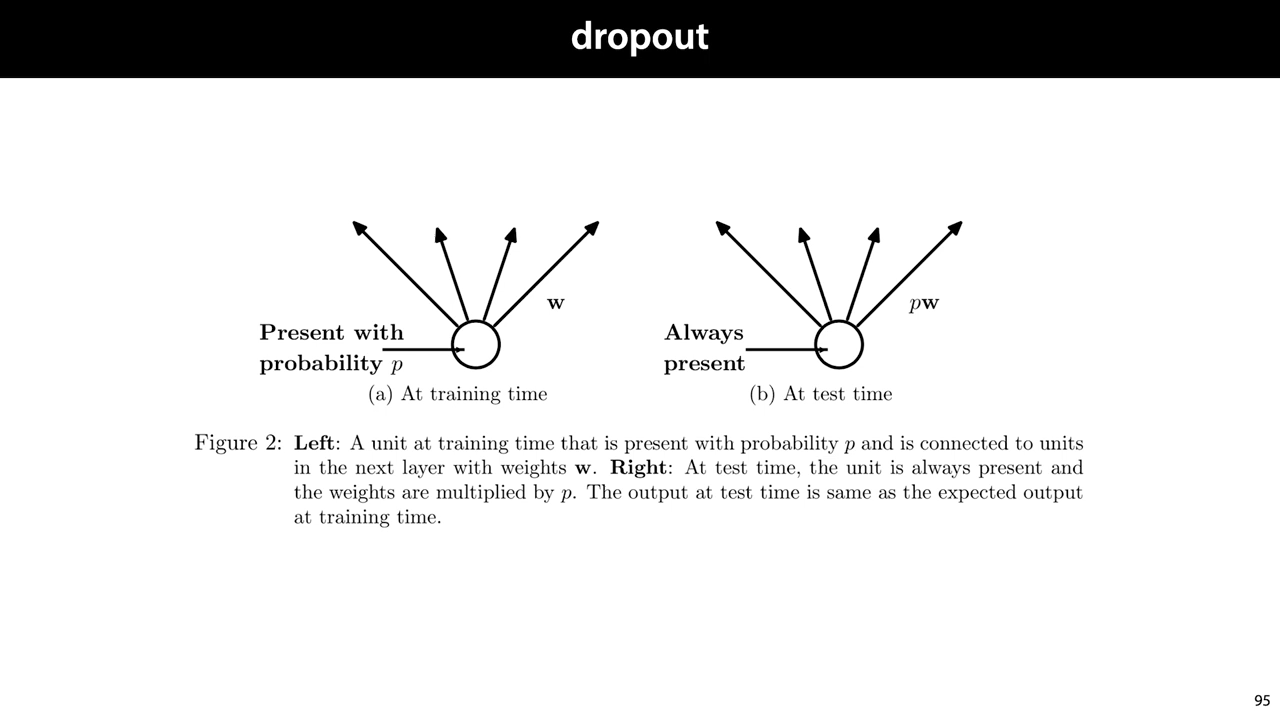 dropout
w
pw
Present with
probability p
Always
present
(a) At training time
(b) At test time
Figure 2: Left: A unit at training time that is present with probability p and is connected to units
in the next layer with weights w. Right: At test time, the unit is always present and
the weights are multiplied by p. The output at test time is same as the expected output
at training time.
95